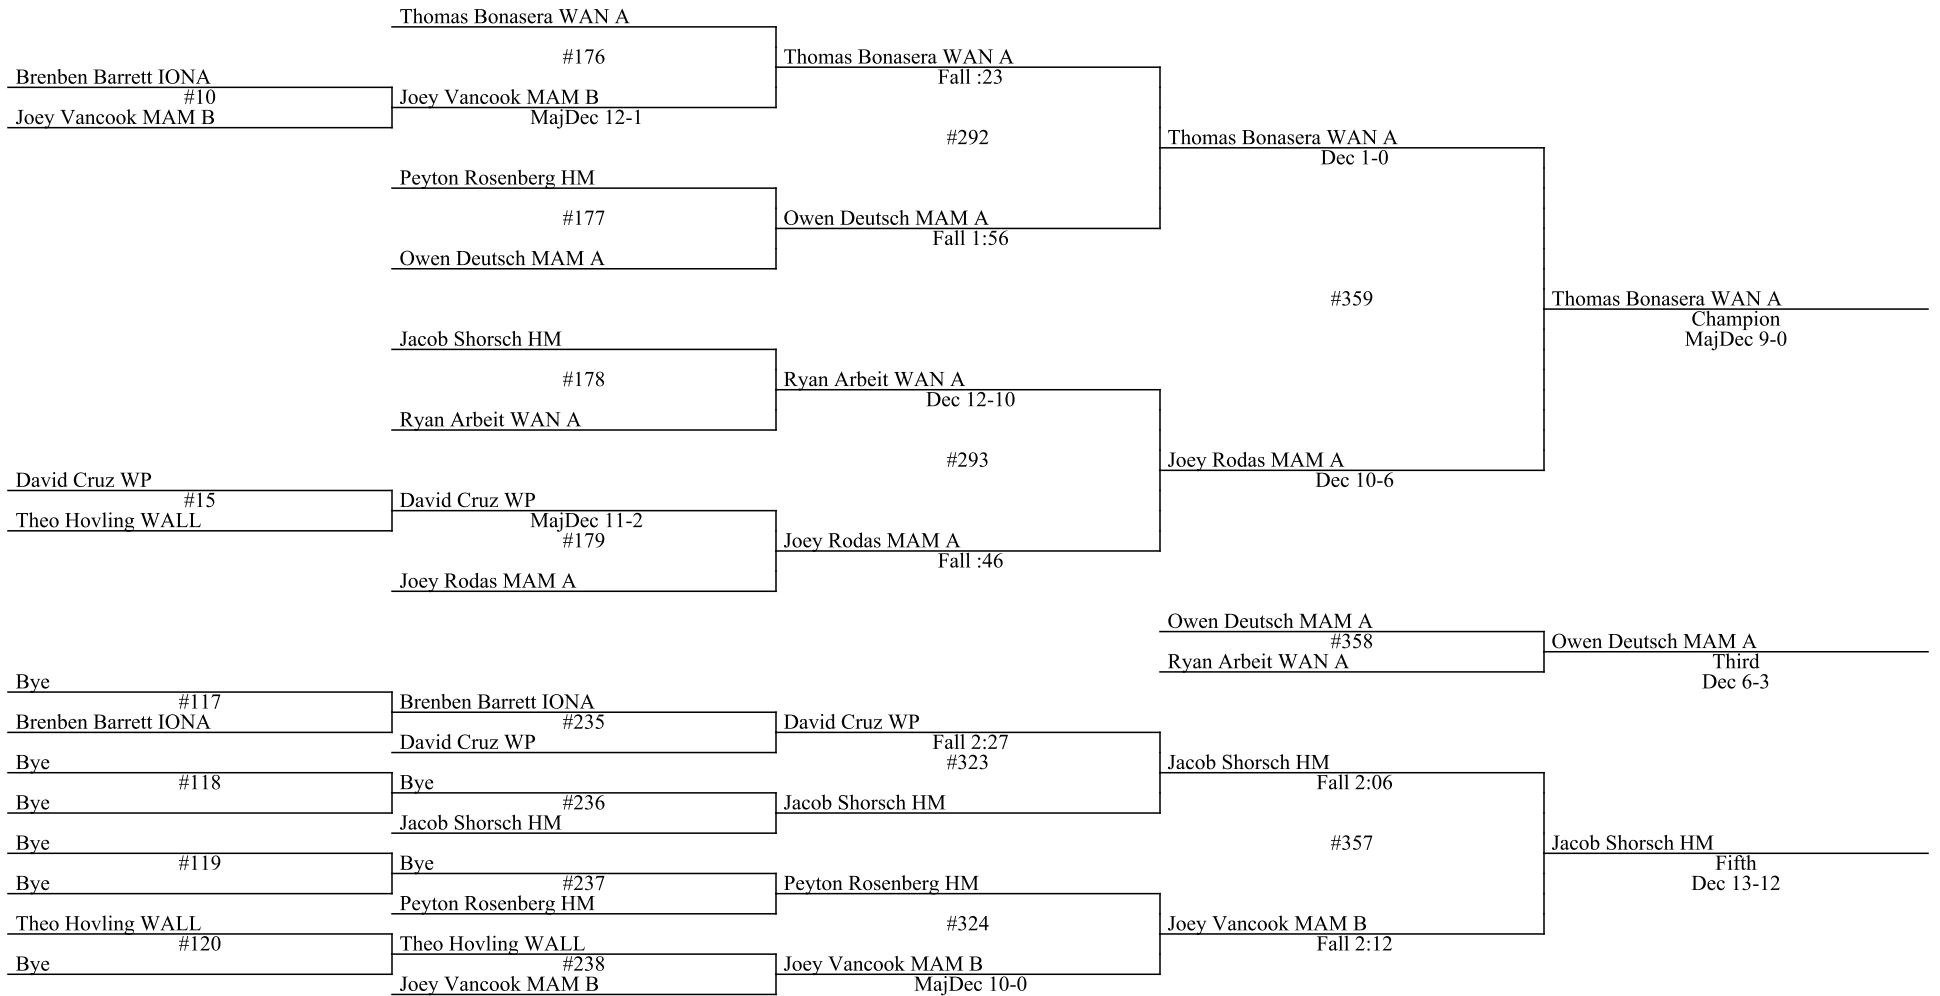 Thomas Bonasera WAN A
#176
Thomas Bonasera WAN A
Fall :23
Brenben Barrett IONA
#10
Joey Vancook MAM B
Joey Vancook MAM B
MajDec 12-1
#292
Thomas Bonasera WAN A
Dec 1-0
Peyton Rosenberg HM
#177
Owen Deutsch MAM A
Fall 1:56
Owen Deutsch MAM A
#359
Thomas Bonasera WAN A
Champion
MajDec 9-0
Jacob Shorsch HM
#178
Ryan Arbeit WAN A
Dec 12-10
Ryan Arbeit WAN A
#293
Joey Rodas MAM A
Dec 10-6
David Cruz WP
#15
Theo Hovling WALL
David Cruz WP
MajDec 11-2
#179
Joey Rodas MAM A
Fall :46
Joey Rodas MAM A
Owen Deutsch MAM A
#358
Ryan Arbeit WAN A
Owen Deutsch MAM A
Third
Dec 6-3
Bye
#117
Brenben Barrett IONA
Brenben Barrett IONA
#235
David Cruz WP
David Cruz WP
Fall 2:27
#323
Bye
#118
Bye
Bye
#236
Jacob Shorsch HM
Jacob Shorsch HM
Jacob Shorsch HM
Fall 2:06
#357
Jacob Shorsch HM
Fifth
Dec 13-12
Bye
#119
Bye
Bye
#237
Peyton Rosenberg HM
Peyton Rosenberg HM
#324
Joey Vancook MAM B
Fall 2:12
Theo Hovling WALL
#120
Bye
Theo Hovling WALL
#238
Joey Vancook MAM B
Joey Vancook MAM B
MajDec 10-0